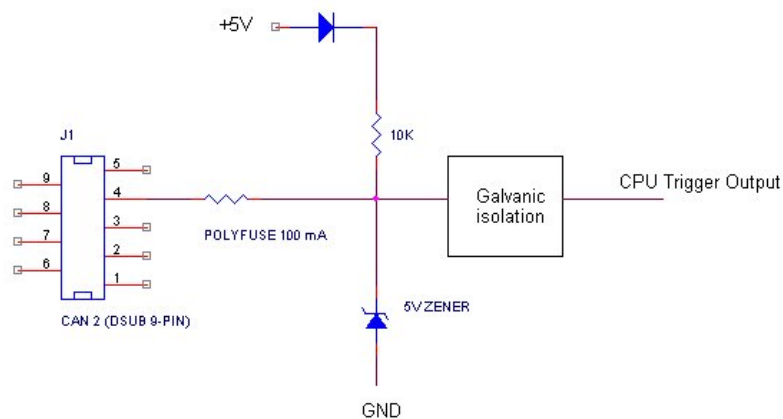 +5V
J1
10K
9
8
7
6
5
4
3
2
1
POLYFUSE 100 mA
Galvanic
isolation
CPU Trigger Output
5V ZENER
CAN 2 (DSUB 9-PIN)
GND